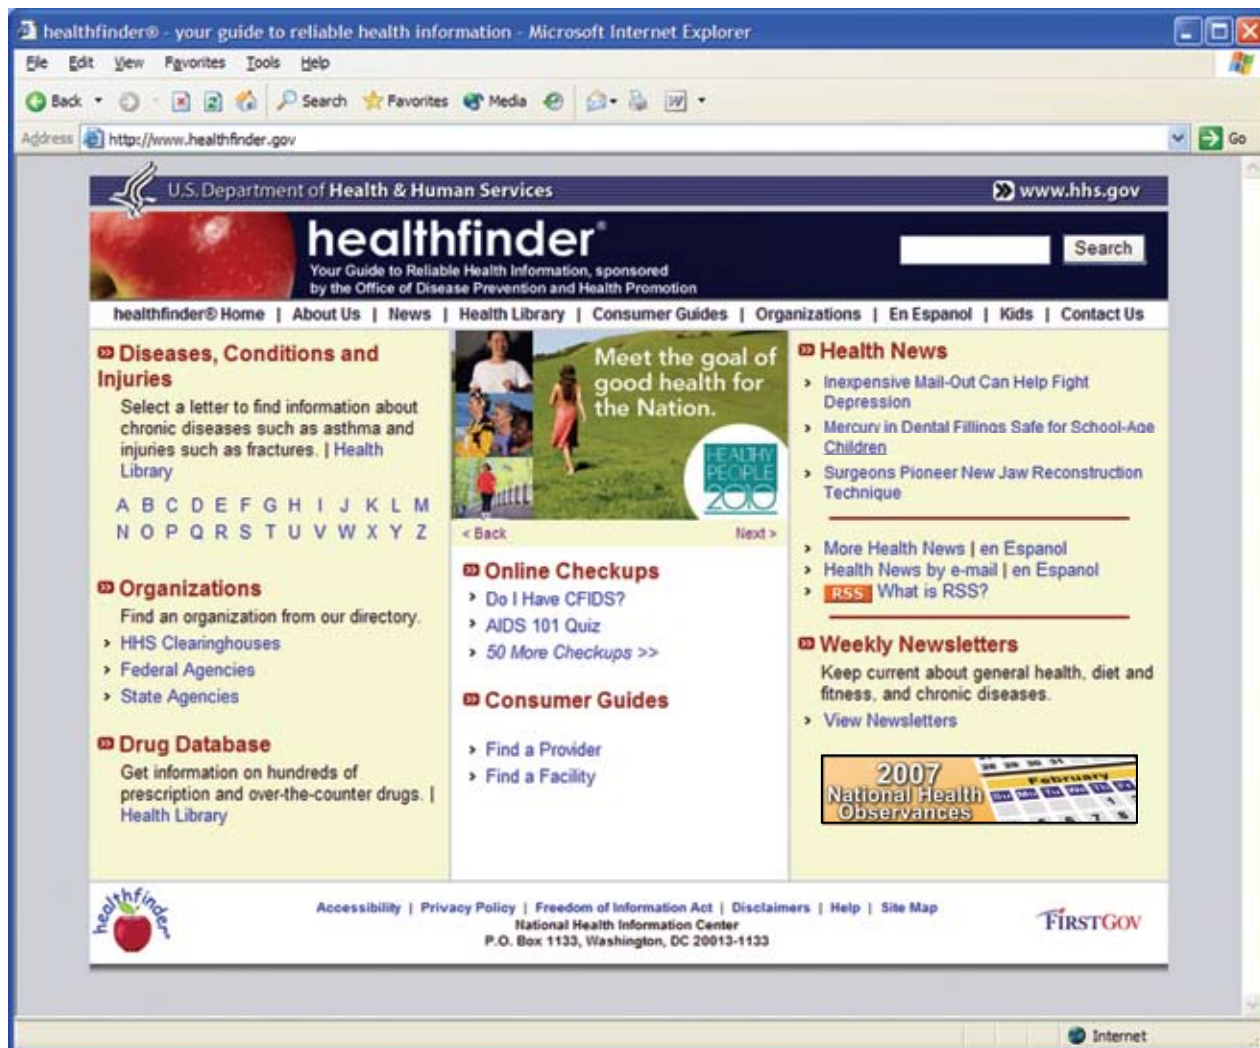 healthfinder® - your guide to reliable health information - Microsoft Internet Explorer
File Edit View Favorites Tools Help
Back Search Favorites Media
Address http://www.healthfinder.gov Go
U.S. Department of Health & Human Services www.hhs.gov
healthfinder®
Your Guide to Reliable Health Information, sponsored
by the Office of Disease Prevention and Health Promotion
Search
healthfinder® Home | About Us | News | Health Library | Consumer Guides | Organizations | En Espanol | Kids | Contact Us
Diseases, Conditions and
Injuries
Select a letter to find information about
chronic diseases such as asthma and
injuries such as fractures. | Health
Library
A B C D E F G H I J K L M
N O P Q R S T U V W X Y Z
Organizations
Find an organization from our directory.
HHS Clearinghouses
Federal Agencies
State Agencies
Drug Database
Get information on hundreds of
prescription and over-the-counter drugs. |
Health Library
Meet the goal of
good health for
the Nation.
HEALTHY
PEOPLE
2010
< Back Next >
Online Checkups
Do I Have CFIDS?
AIDS 101 Quiz
50 More Checkups >>
Consumer Guides
Find a Provider
Find a Facility
Health News
Inexpensive Mail-Out Can Help Fight
Depression
Mercury in Dental Fillings Safe for School-Age
Children
Surgeons Pioneer New Jaw Reconstruction
Technique
More Health News | en Espanol
Health News by e-mail | en Espanol
RSS What is RSS?
Weekly Newsletters
Keep current about general health, diet and
fitness, and chronic diseases.
View Newsletters
2007
National Health
Observances
February
Su Mo Tu We Th Fr
healthfinder®
Accessibility | Privacy Policy | Freedom of Information Act | Disclaimers | Help | Site Map
National Health Information Center
P.O. Box 1133, Washington, DC 20013-1133
FIRSTGOV
Internet